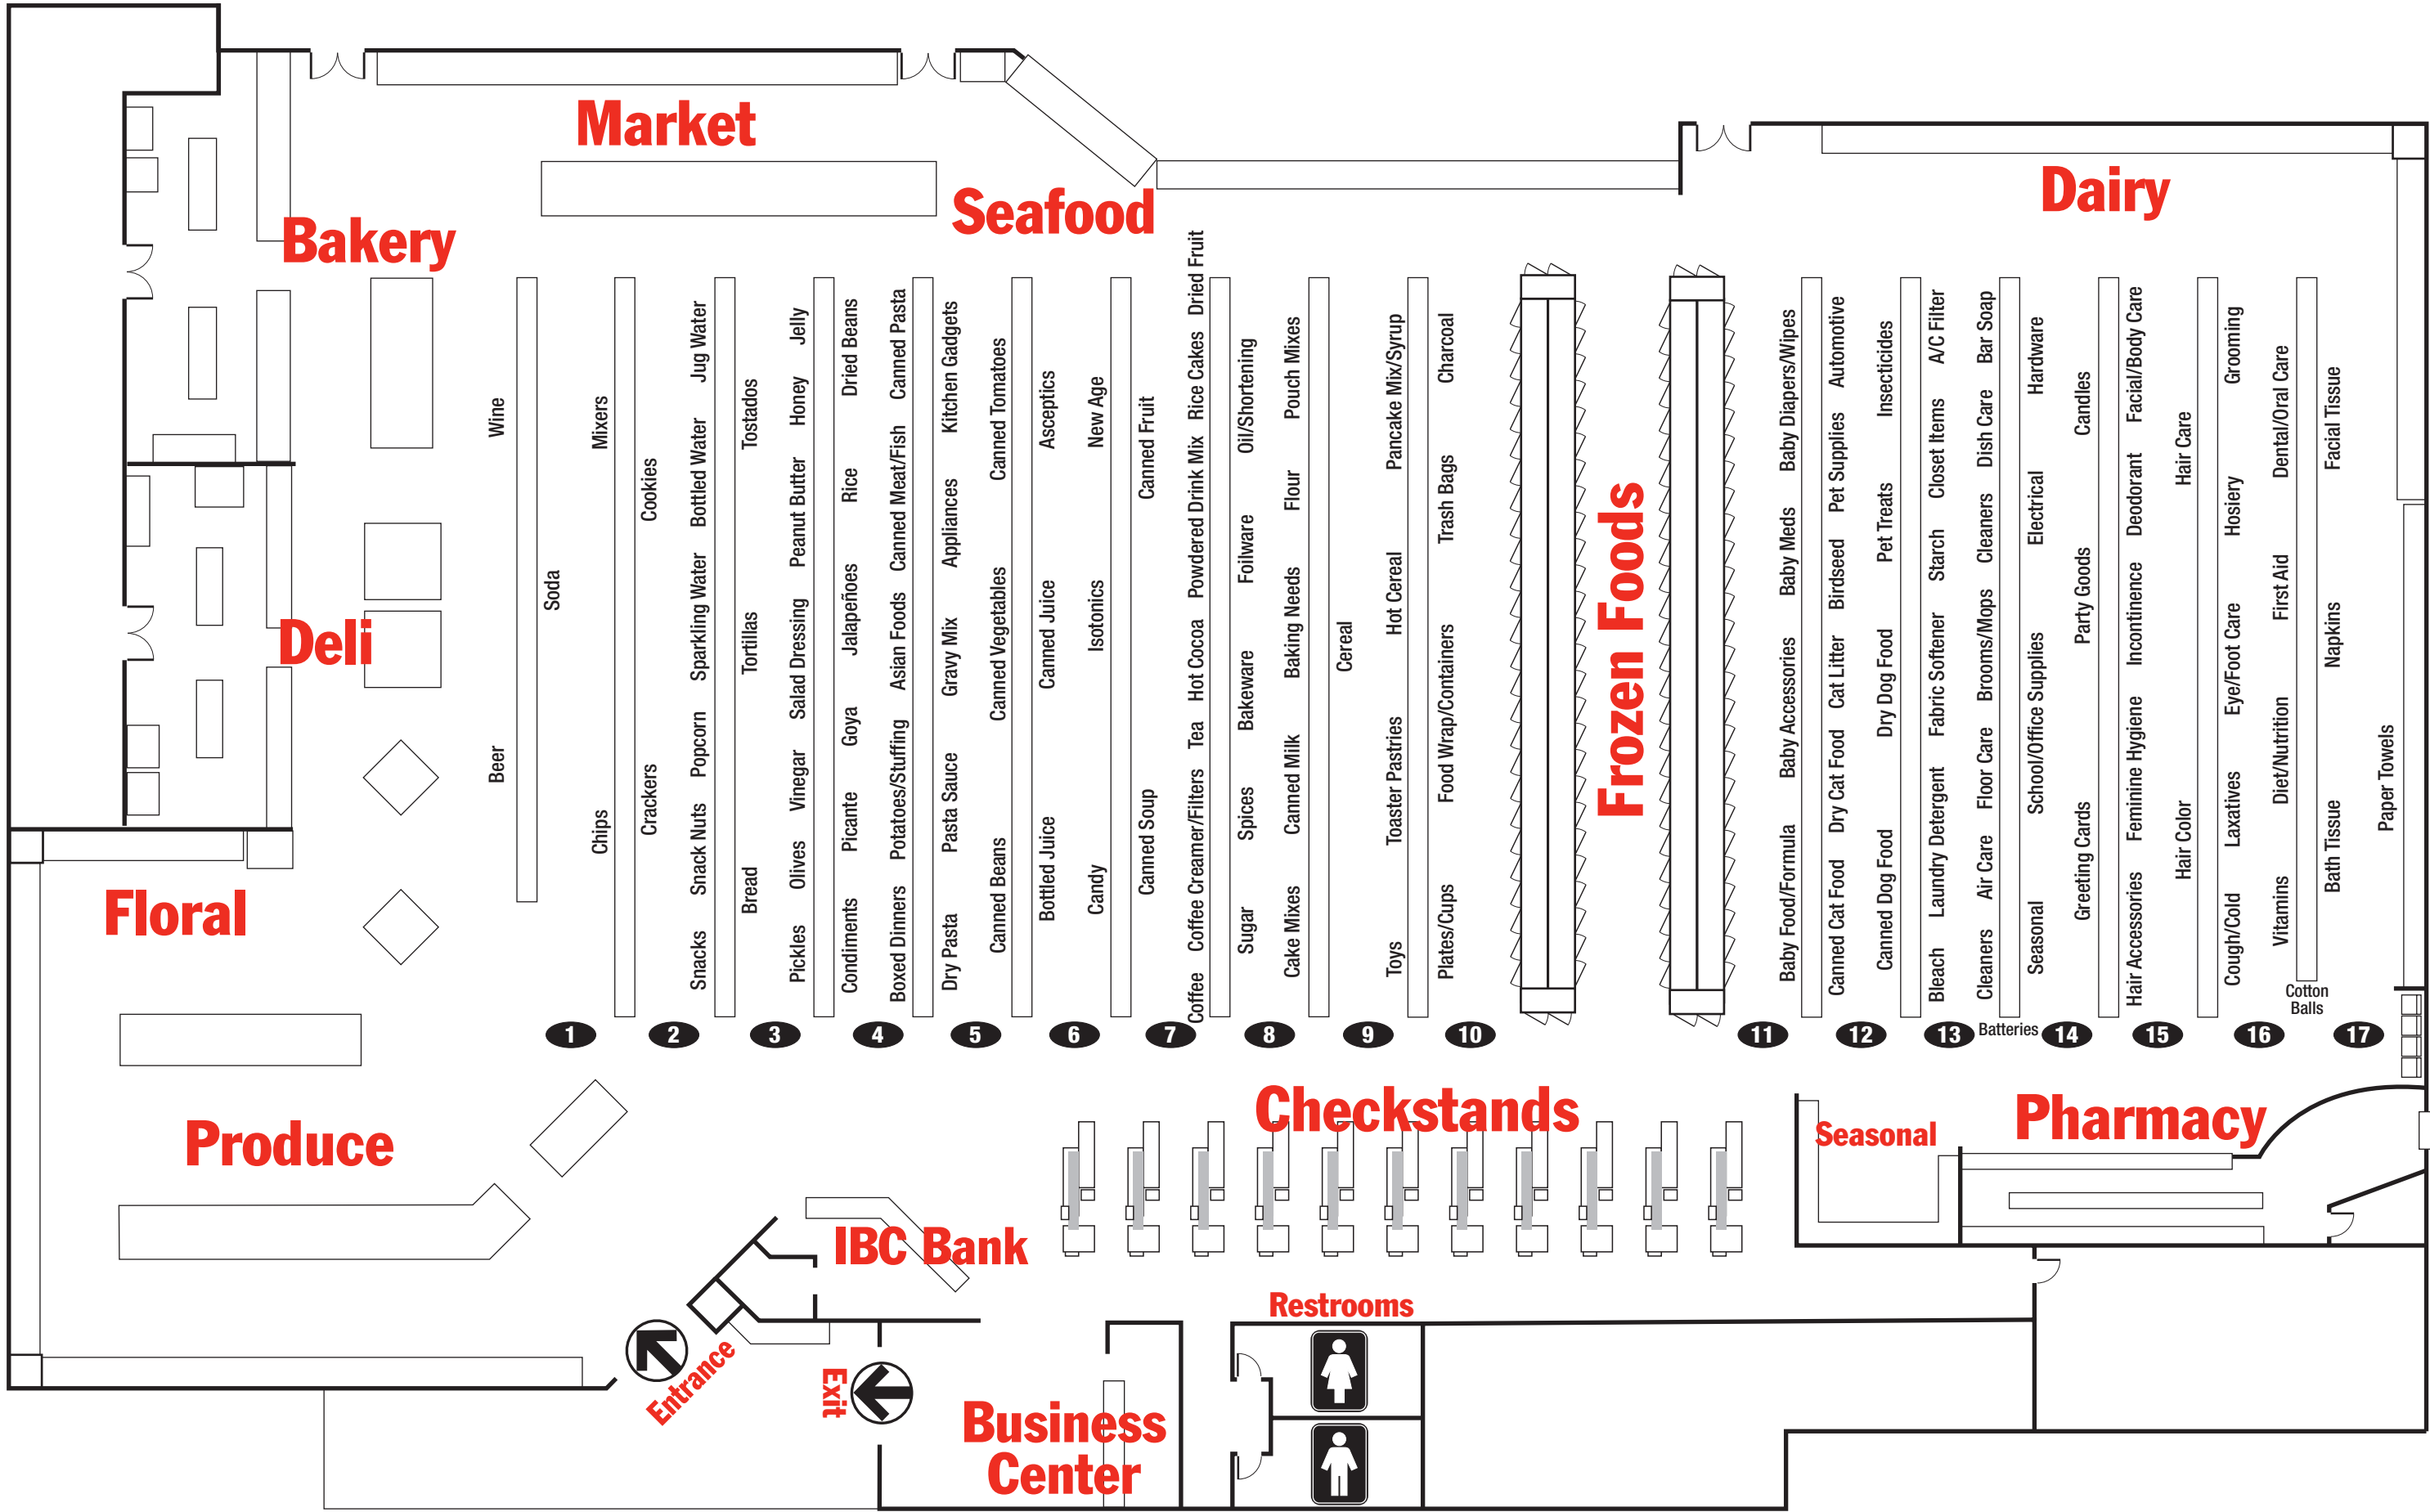 Market
Seafood
Dairy
Bakery
Deli
Floral
Produce
Frozen Foods
Wine
Beer
Soda
Mixers
Chips
Cookies
Crackers
Jug Water
Bottled Water
Sparkling Water
Popcorn
Snack Nuts
Snacks
Tostados
Tortillas
Bread
Jelly
Honey
Peanut Butter
Salad Dressing
Vinegar
Olives
Pickles
Dried Beans
Rice
Jalapeños
Goya
Picante
Condiments
Canned Pasta
Canned Meat/Fish
Asian Foods
Potatoes/Stuffing
Boxed Dinners
Kitchen Gadgets
Appliances
Gravy Mix
Pasta Sauce
Dry Pasta
Canned Tomatoes
Canned Vegetables
Canned Beans
Asceptics
Canned Juice
Bottled Juice
New Age
Isotonics
Candy
Canned Fruit
Canned Soup
Dried Fruit
Rice Cakes
Powdered Drink Mix
Hot Cocoa
Tea
Coffee Creamer/Filters
Coffee
Oil/Shortening
Foilware
Bakeware
Spices
Sugar
Pouch Mixes
Flour
Baking Needs
Canned Milk
Cake Mixes
Cereal
Pancake Mix/Syrup
Hot Cereal
Toaster Pastries
Toys
Charcoal
Trash Bags
Food Wrap/Containers
Plates/Cups
Baby Diapers/Wipes
Baby Meds
Baby Accessories
Baby Food/Formula
Automotive
Pet Supplies
Birdseed
Cat Litter
Dry Cat Food
Canned Cat Food
Insecticides
Pet Treats
Dry Dog Food
Canned Dog Food
A/C Filter
Closet Items
Starch
Fabric Softener
Laundry Detergent
Bleach
Bar Soap
Dish Care
Cleaners
Brooms/Mops
Floor Care
Air Care
Cleaners
Batteries
Hardware
Electrical
School/Office Supplies
Seasonal
Candles
Party Goods
Greeting Cards
Facial/Body Care
Deodorant
Incontinence
Feminine Hygiene
Hair Accessories
Hair Care
Hair Color
Grooming
Hosiery
Eye/Foot Care
Laxatives
Cough/Cold
Dental/Oral Care
First Aid
Diet/Nutrition
Vitamins
Cotton
Balls
Facial Tissue
Napkins
Bath Tissue
Paper Towels
1
2
3
4
5
6
7
8
9
10
11
12
13
14
15
16
17
Checkstands
Seasonal
Pharmacy
IBC Bank
Restrooms
Entrance
Exit
Business
Center